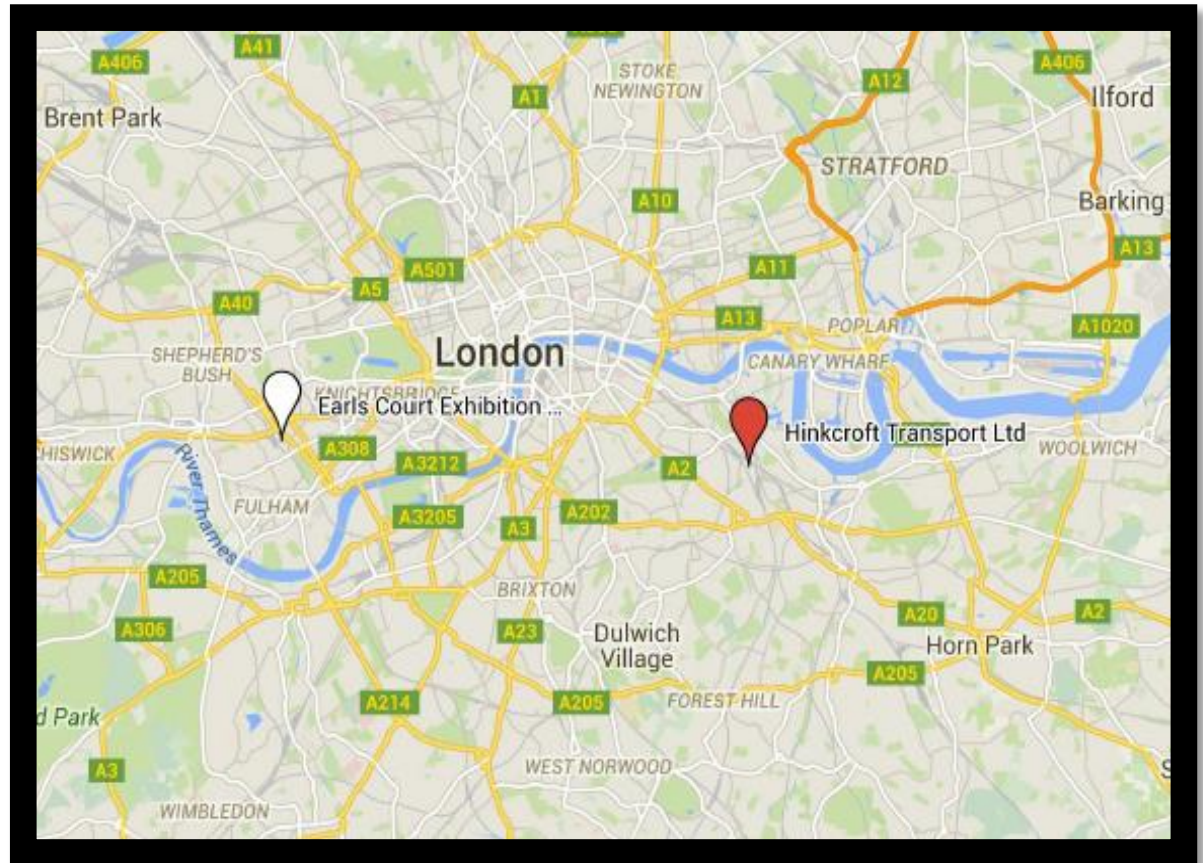 A406
A41
STOKE
NEWINGTON
A12
A406
Ilford
Brent Park
A1
STRATFORD
A10
Barking
A13
A501
A11
A5
A40
A13
POPLAR
A1020
SHEPHERD'S
BUSH
London
CANARY WHARF
KNIGHTSBRIDGE
Earls Court Exhibition ...
Hinkcroft Transport Ltd
HISWICK
A308
A3212
A2
WOOLWICH
River Thames
FULHAM
A3205
A3
A202
A205
BRIXTON
A306
A23
Dulwich
Village
A20
A2
Horn Park
A214
A205
FOREST HILL
A205
d Park
A3
WEST NORWOOD
S
WIMBLEDON